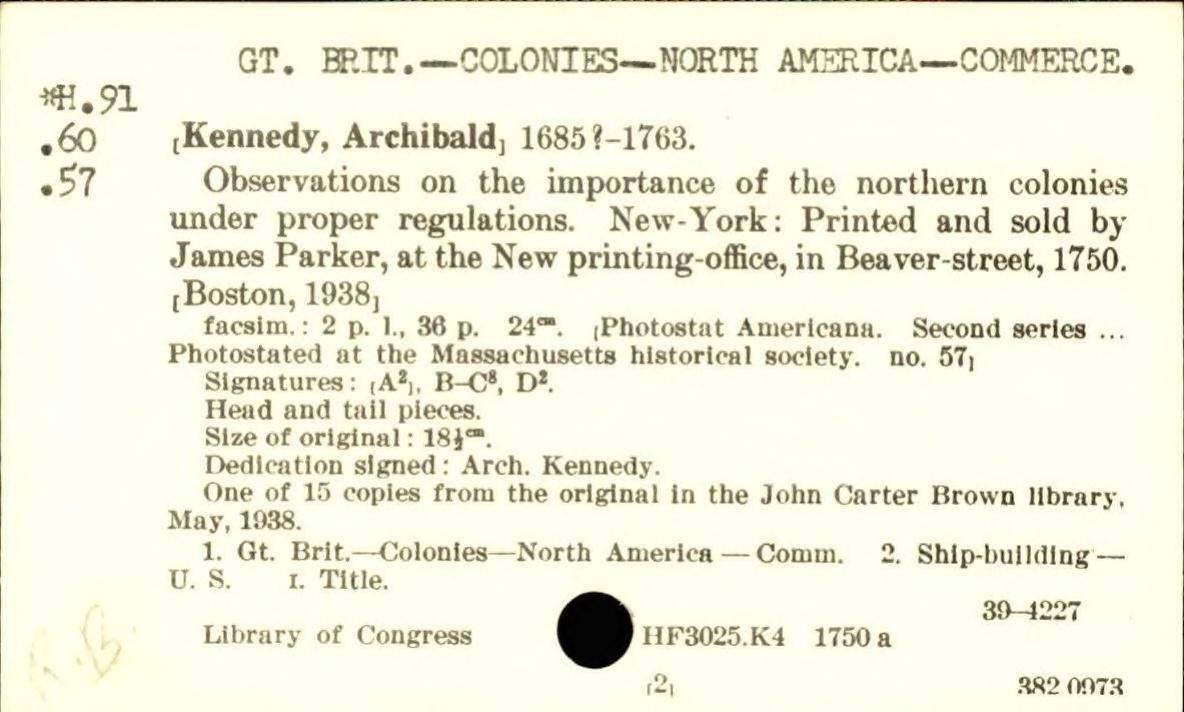 GT. BRIT.—COLONIES—NORTH AMERICA—COMMERCE.
*H.91
.60
.57
[Kennedy, Archibald] 1685?-1763.
Observations on the importance of the northern colonies
under proper regulations. New-York: Printed and sold by
James Parker, at the New printing-office, in Beaver-street, 1750.
[Boston, 1938]
facsim.: 2 p. l., 36 p. 24ᶜᵐ. [Photostat Americana. Second series ...
Photostated at the Massachusetts historical society. no. 57]
Signatures: [A²], B-C⁸, D².
Head and tail pieces.
Size of original: 18½ᶜᵐ.
Dedication signed: Arch. Kennedy.
One of 15 copies from the original in the John Carter Brown library,
May, 1938.
1. Gt. Brit.—Colonies—North America—Comm. 2. Ship-building—
U. S. I. Title.
39-4227
Library of Congress HF3025.K4 1750 a
[2] 382.0973
R.B.